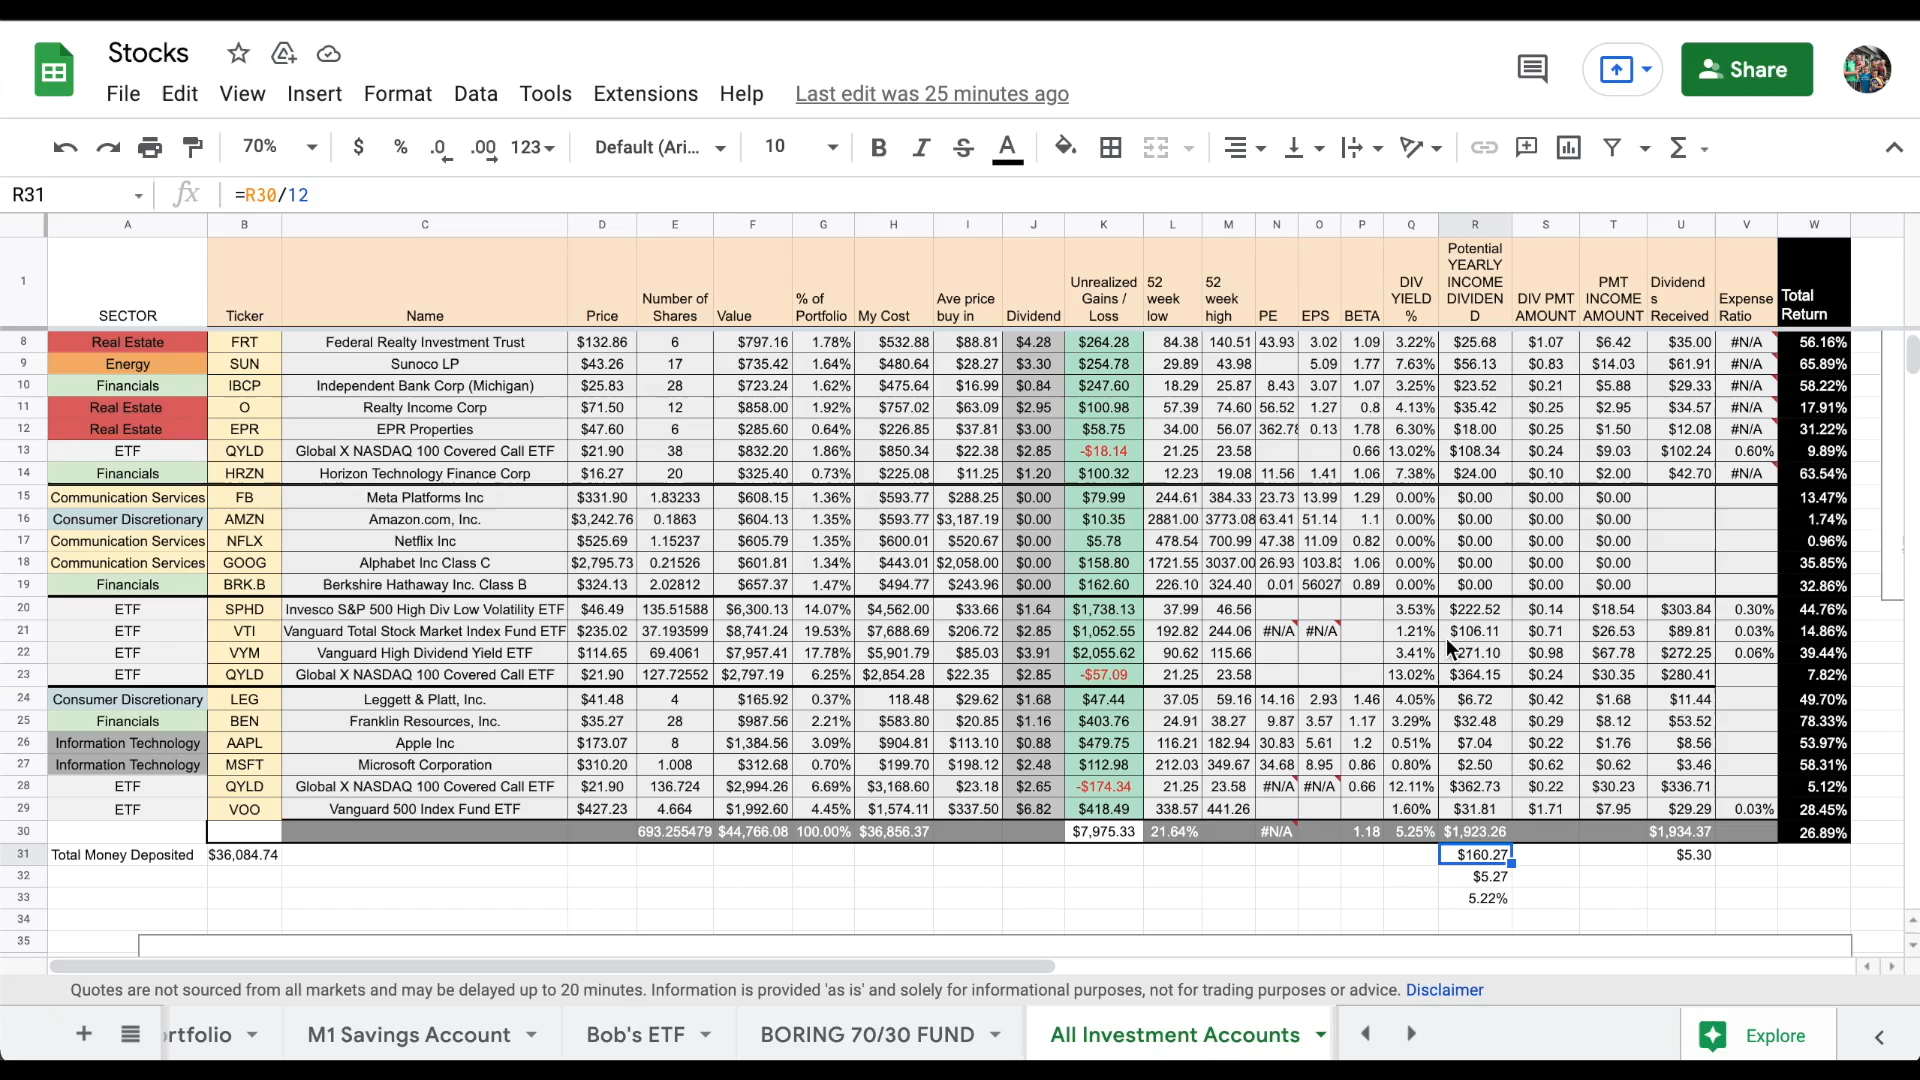 Stocks
File Edit View Insert Format Data Tools Extensions Help Last edit was 25 minutes ago
Share
70% $ % .0 .00 123 Default (Ari... 10 B I S A
R31 fx =R30/12
A B C D E F G H I J K L M N O P Q R S T U V W
1 SECTOR Ticker Name Price Number of Shares Value % of Portfolio My Cost Ave price buy in Dividend Unrealized Gains / Loss 52 week low 52 week high PE EPS BETA DIV YIELD % Potential YEARLY INCOME DIVIDEN D DIV PMT AMOUNT PMT INCOME AMOUNT Dividend s Received Expense Ratio Total Return
8 Real Estate FRT Federal Realty Investment Trust $132.86 6 $797.16 1.78% $532.88 $88.81 $4.28 $264.28 84.38 140.51 43.93 3.02 1.09 3.22% $25.68 $1.07 $6.42 $35.00 #N/A 56.16%
9 Energy SUN Sunoco LP $43.26 17 $735.42 1.64% $480.64 $28.27 $3.30 $254.78 29.89 43.98 5.09 1.77 7.63% $56.13 $0.83 $14.03 $61.91 #N/A 65.89%
10 Financials IBCP Independent Bank Corp (Michigan) $25.83 28 $723.24 1.62% $475.64 $16.99 $0.84 $247.60 18.29 25.87 8.43 3.07 1.07 3.25% $23.52 $0.21 $5.88 $29.33 #N/A 58.22%
11 Real Estate O Realty Income Corp $71.50 12 $858.00 1.92% $757.02 $63.09 $2.95 $100.98 57.39 74.60 56.52 1.27 0.8 4.13% $35.42 $0.25 $2.95 $34.57 #N/A 17.91%
12 Real Estate EPR EPR Properties $47.60 6 $285.60 0.64% $226.85 $37.81 $3.00 $58.75 34.00 56.07 362.78 0.13 1.78 6.30% $18.00 $0.25 $1.50 $12.08 #N/A 31.22%
13 ETF QYLD Global X NASDAQ 100 Covered Call ETF $21.90 38 $832.20 1.86% $850.34 $22.38 $2.85 -$18.14 21.25 23.58 0.66 13.02% $108.34 $0.24 $9.03 $102.24 0.60% 9.89%
14 Financials HRZN Horizon Technology Finance Corp $16.27 20 $325.40 0.73% $225.08 $11.25 $1.20 $100.32 12.23 19.08 11.56 1.41 1.06 7.38% $24.00 $0.10 $2.00 $42.70 #N/A 63.54%
15 Communication Services FB Meta Platforms Inc $331.90 1.83233 $608.15 1.36% $593.77 $288.25 $0.00 $79.99 244.61 384.33 23.73 13.99 1.29 0.00% $0.00 $0.00 $0.00 13.47%
16 Consumer Discretionary AMZN Amazon.com, Inc. $3,242.76 0.1863 $604.13 1.35% $593.77 $3,187.19 $0.00 $10.35 2881.00 3773.08 63.41 51.14 1.1 0.00% $0.00 $0.00 $0.00 1.74%
17 Communication Services NFLX Netflix Inc $525.69 1.15237 $605.79 1.35% $600.01 $520.67 $0.00 $5.78 478.54 700.99 47.38 11.09 0.82 0.00% $0.00 $0.00 $0.00 0.96%
18 Communication Services GOOG Alphabet Inc Class C $2,795.73 0.21526 $601.81 1.34% $443.01 $2,058.00 $0.00 $158.80 1721.55 3037.00 26.93 103.8 1.06 0.00% $0.00 $0.00 $0.00 35.85%
19 Financials BRK.B Berkshire Hathaway Inc. Class B $324.13 2.02812 $657.37 1.47% $494.77 $243.96 $0.00 $162.60 226.10 324.40 0.01 56027 0.89 0.00% $0.00 $0.00 $0.00 32.86%
20 ETF SPHD Invesco S&P 500 High Div Low Volatility ETF $46.49 135.51588 $6,300.13 14.07% $4,562.00 $33.66 $1.64 $1,738.13 37.99 46.56 3.53% $222.52 $0.14 $18.54 $303.84 0.30% 44.76%
21 ETF VTI Vanguard Total Stock Market Index Fund ETF $235.02 37.193599 $8,741.24 19.53% $7,688.69 $206.72 $2.85 $1,052.55 192.82 244.06 #N/A #N/A 1.21% $106.11 $0.71 $26.53 $89.81 0.03% 14.86%
22 ETF VYM Vanguard High Dividend Yield ETF $114.65 69.4061 $7,957.41 17.78% $5,901.79 $85.03 $3.91 $2,055.62 90.62 115.66 3.41% $271.10 $0.98 $67.78 $272.25 0.06% 39.44%
23 ETF QYLD Global X NASDAQ 100 Covered Call ETF $21.90 127.72552 $2,797.19 6.25% $2,854.28 $22.35 $2.85 -$57.09 21.25 23.58 13.02% $364.15 $0.24 $30.35 $280.41 7.82%
24 Consumer Discretionary LEG Leggett & Platt, Inc. $41.48 4 $165.92 0.37% 118.48 $29.62 $1.68 $47.44 37.05 59.16 14.16 2.93 1.46 4.05% $6.72 $0.42 $1.68 $11.44 49.70%
25 Financials BEN Franklin Resources, Inc. $35.27 28 $987.56 2.21% $583.80 $20.85 $1.16 $403.76 24.91 38.27 9.87 3.57 1.17 3.29% $32.48 $0.29 $8.12 $53.52 78.33%
26 Information Technology AAPL Apple Inc $173.07 8 $1,384.56 3.09% $904.81 $113.10 $0.88 $479.75 116.21 182.94 30.83 5.61 1.2 0.51% $7.04 $0.22 $1.76 $8.56 53.97%
27 Information Technology MSFT Microsoft Corporation $310.20 1.008 $312.68 0.70% $199.70 $198.12 $2.48 $112.98 212.03 349.67 34.68 8.95 0.86 0.80% $2.50 $0.62 $0.62 $3.46 58.31%
28 ETF QYLD Global X NASDAQ 100 Covered Call ETF $21.90 136.724 $2,994.26 6.69% $3,168.60 $23.18 $2.65 -$174.34 21.25 23.58 #N/A #N/A 0.66 12.11% $362.73 $0.22 $30.23 $336.71 5.12%
29 ETF VOO Vanguard 500 Index Fund ETF $427.23 4.664 $1,992.60 4.45% $1,574.11 $337.50 $6.82 $418.49 338.57 441.26 1.60% $31.81 $1.71 $7.95 $29.29 0.03% 28.45%
30 693.255479 $44,766.08 100.00% $36,856.37 $7,975.33 21.64% #N/A 1.18 5.25% $1,923.26 $1,934.37 26.89%
31 Total Money Deposited $36,084.74 $160.27 $5.30
32 $5.27
33 5.22%
34
35
Quotes are not sourced from all markets and may be delayed up to 20 minutes. Information is provided 'as is' and solely for informational purposes, not for trading purposes or advice. Disclaimer
rtfolio M1 Savings Account Bob's ETF BORING 70/30 FUND All Investment Accounts Explore